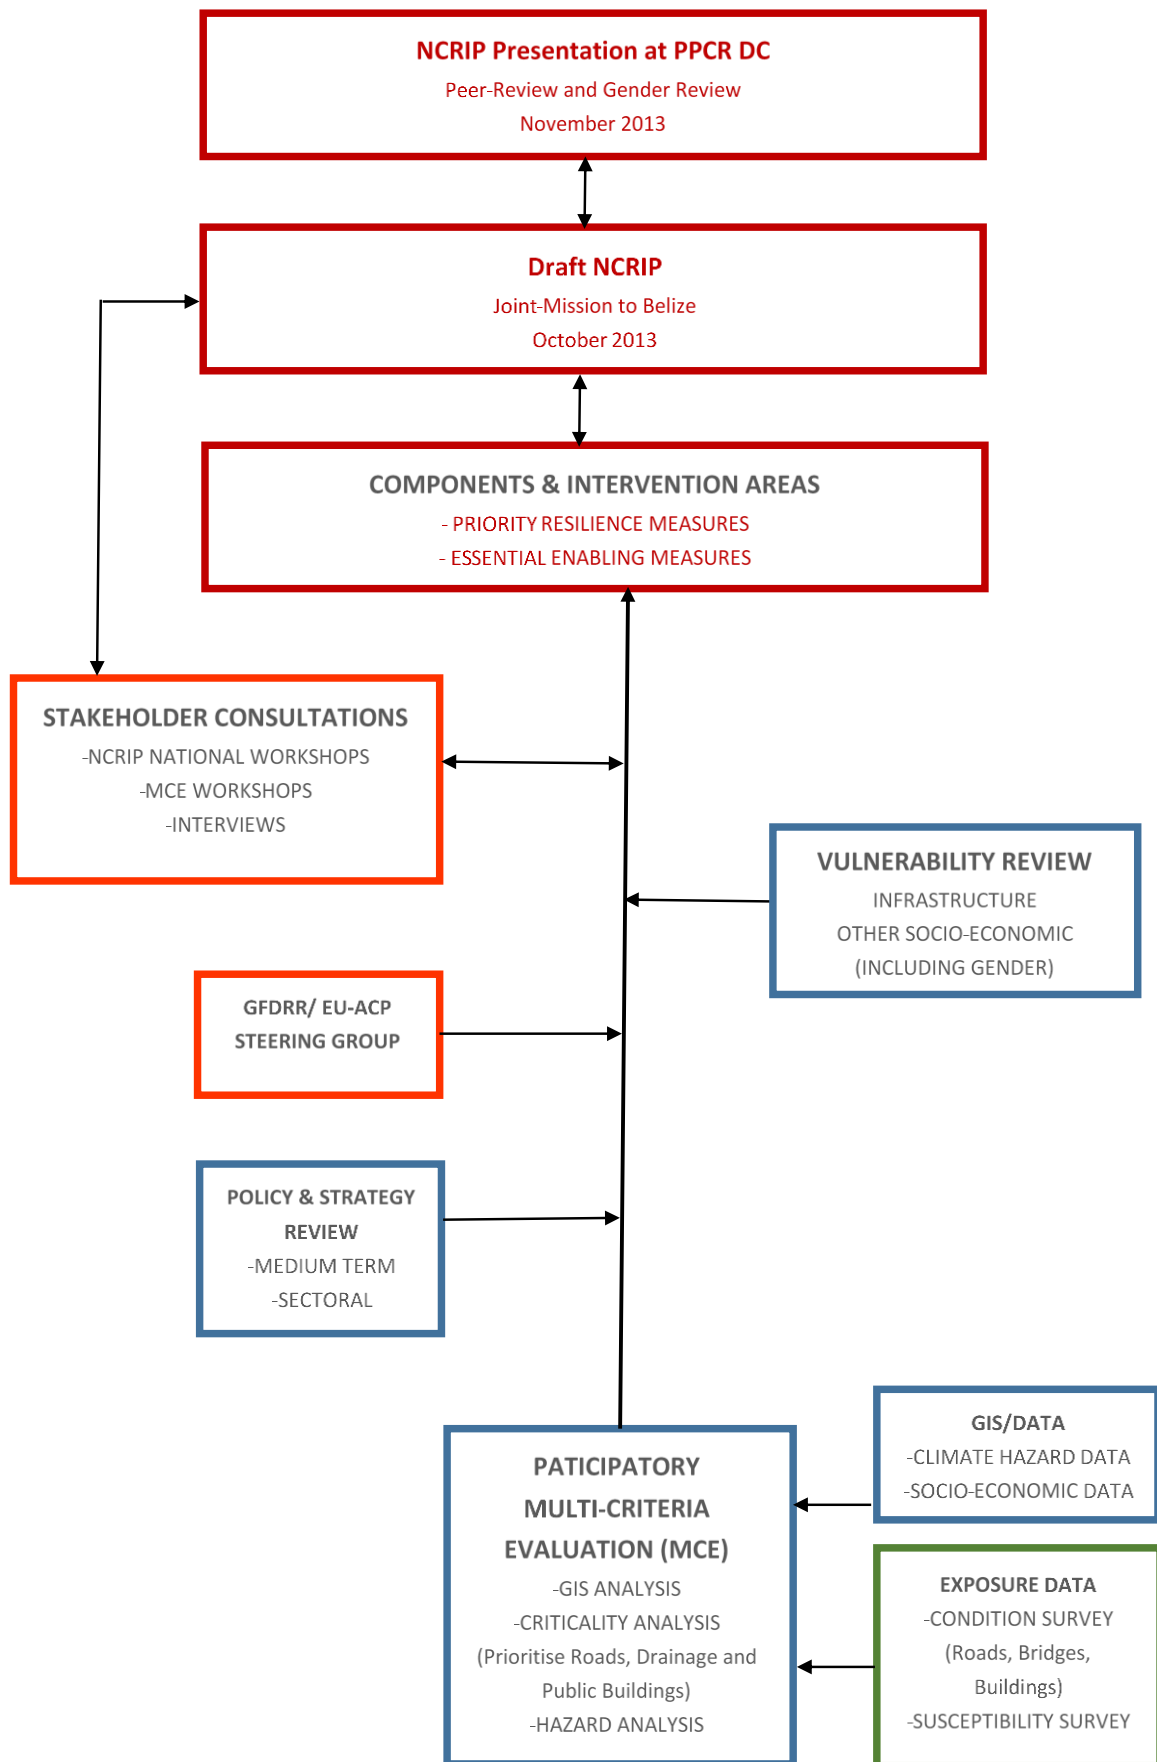 NCRIP Presentation at PPCR DC
Peer-Review and Gender Review
November 2013
Draft NCRIP
Joint-Mission to Belize
October 2013
COMPONENTS & INTERVENTION AREAS
- PRIORITY RESILIENCE MEASURES
- ESSENTIAL ENABLING MEASURES
STAKEHOLDER CONSULTATIONS
-NCRIP NATIONAL WORKSHOPS
-MCE WORKSHOPS
-INTERVIEWS
VULNERABILITY REVIEW
INFRASTRUCTURE
OTHER SOCIO-ECONOMIC
(INCLUDING GENDER)
GFDRR/ EU-ACP
STEERING GROUP
POLICY & STRATEGY
REVIEW
-MEDIUM TERM
-SECTORAL
PATICIPATORY
MULTI-CRITERIA
EVALUATION (MCE)
-GIS ANALYSIS
-CRITICALITY ANALYSIS
(Prioritise Roads, Drainage and
Public Buildings)
-HAZARD ANALYSIS
GIS/DATA
-CLIMATE HAZARD DATA
-SOCIO-ECONOMIC DATA
EXPOSURE DATA
-CONDITION SURVEY
(Roads, Bridges,
Buildings)
-SUSCEPTIBILITY SURVEY